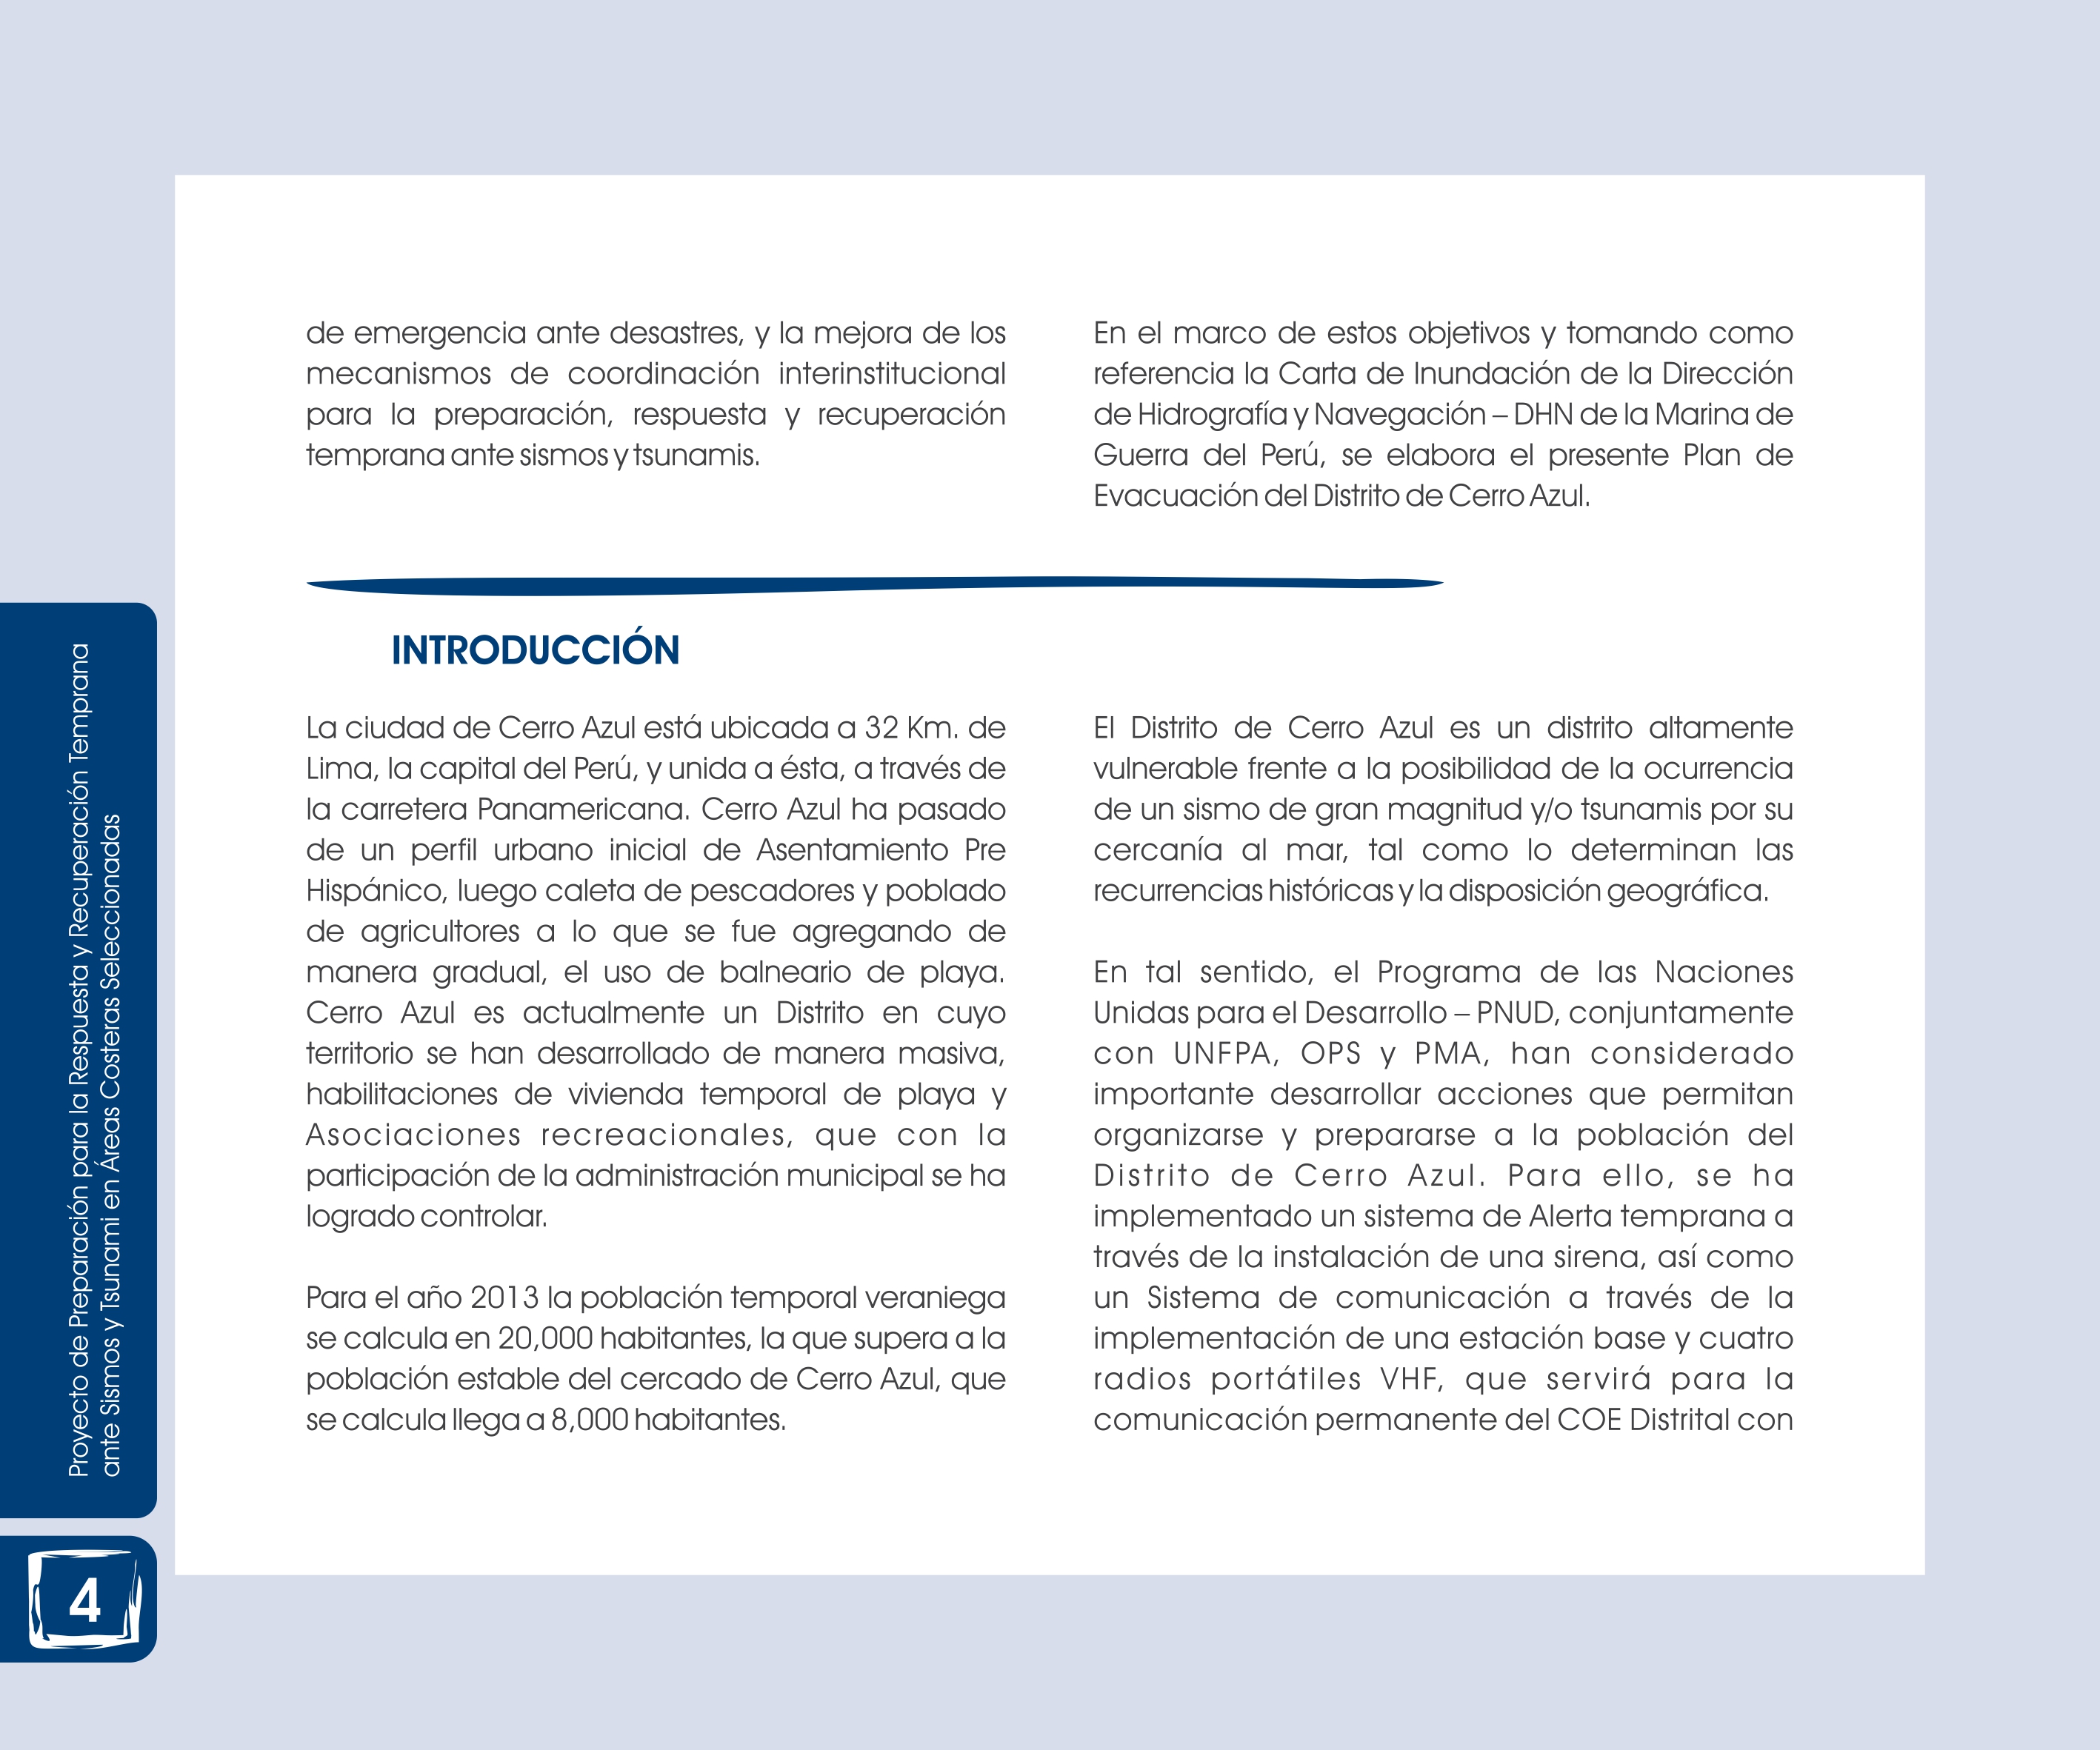 de emergencia ante desastres, y la mejora de los
mecanismos de coordinación interinstitucional
para la preparación, respuesta y recuperación
temprana ante sismos y tsunamis.
En el marco de estos objetivos y tomando como
referencia la Carta de Inundación de la Dirección
de Hidrografía y Navegación – DHN de la Marina de
Guerra del Perú, se elabora el presente Plan de
Evacuación del Distrito de Cerro Azul.
INTRODUCCIÓN
La ciudad de Cerro Azul está ubicada a 32 Km. de
Lima, la capital del Perú, y unida a ésta, a través de
la carretera Panamericana. Cerro Azul ha pasado
de un perfil urbano inicial de Asentamiento Pre
Hispánico, luego caleta de pescadores y poblado
de agricultores a lo que se fue agregando de
manera gradual, el uso de balneario de playa.
Cerro Azul es actualmente un Distrito en cuyo
territorio se han desarrollado de manera masiva,
habilitaciones de vivienda temporal de playa y
Asociaciones recreacionales, que con la
participación de la administración municipal se ha
logrado controlar.
Para el año 2013 la población temporal veraniega
se calcula en 20,000 habitantes, la que supera a la
población estable del cercado de Cerro Azul, que
se calcula llega a 8,000 habitantes.
El Distrito de Cerro Azul es un distrito altamente
vulnerable frente a la posibilidad de la ocurrencia
de un sismo de gran magnitud y/o tsunamis por su
cercanía al mar, tal como lo determinan las
recurrencias históricas y la disposición geográfica.
En tal sentido, el Programa de las Naciones
Unidas para el Desarrollo – PNUD, conjuntamente
con UNFPA, OPS y PMA, han considerado
importante desarrollar acciones que permitan
organizarse y prepararse a la población del
Distrito de Cerro Azul. Para ello, se ha
implementado un sistema de Alerta temprana a
través de la instalación de una sirena, así como
un Sistema de comunicación a través de la
implementación de una estación base y cuatro
radios portátiles VHF, que servirá para la
comunicación permanente del COE Distrital con
Proyecto de Preparación para la Respuesta y Recuperación Temprana
ante Sismos y Tsunami en Áreas Costeras Seleccionadas
4